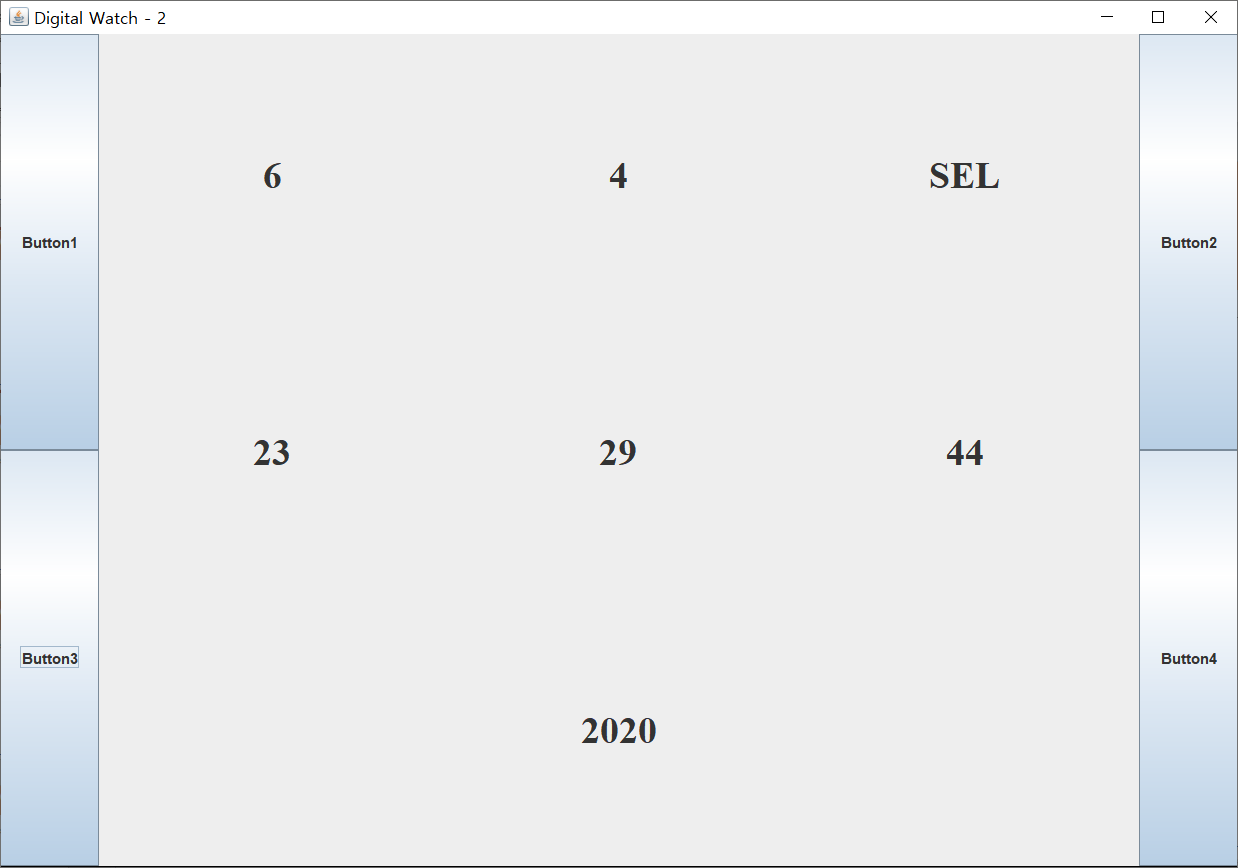 Digital Watch - 2
6 4 SEL
Button1 Button2
23 29 44
Button3 Button4
2020